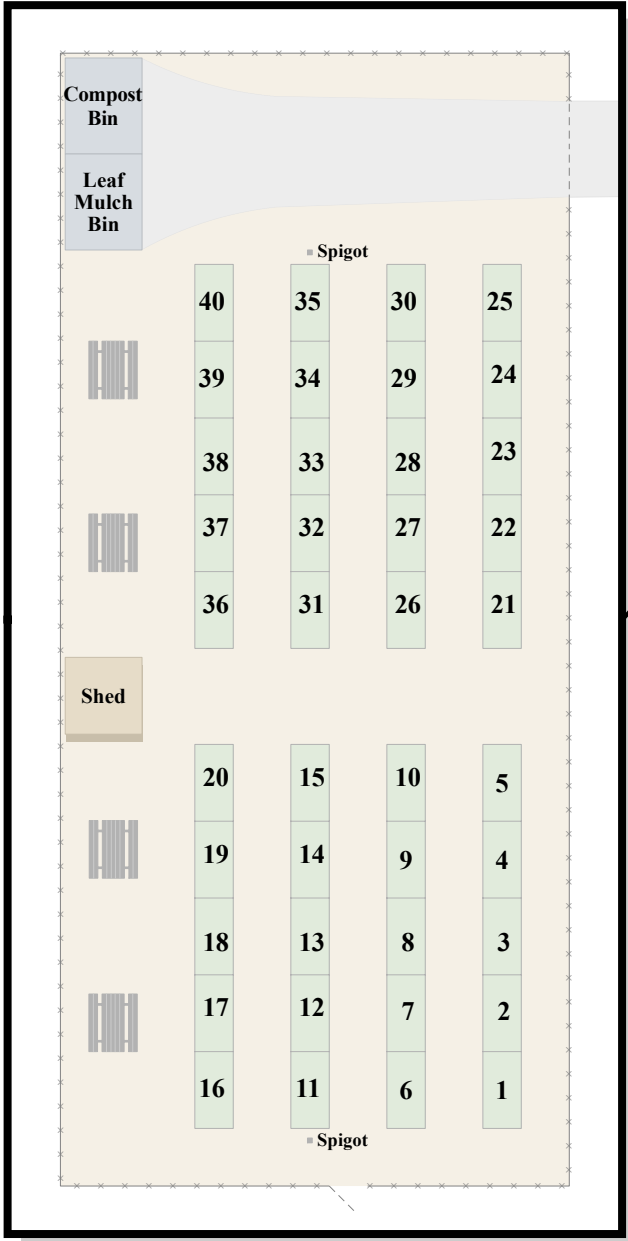 Compost
Bin
Leaf
Mulch
Bin
Spigot
40 35 30 25
39 34 29 24
38 33 28 23
37 32 27 22
36 31 26 21
Shed
20 15 10 5
19 14 9 4
18 13 8 3
17 12 7 2
16 11 6 1
Spigot